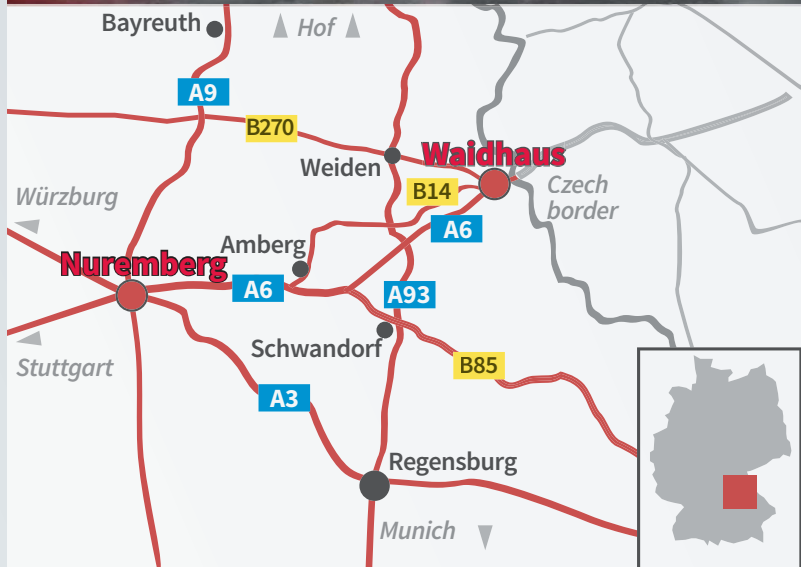 Bayreuth
Hof
A9
B270
Weiden
Waidhaus
B14
Czech
border
Würzburg
A6
Amberg
Nuremberg
A6
A93
Schwandorf
Stuttgart
B85
A3
Regensburg
Munich